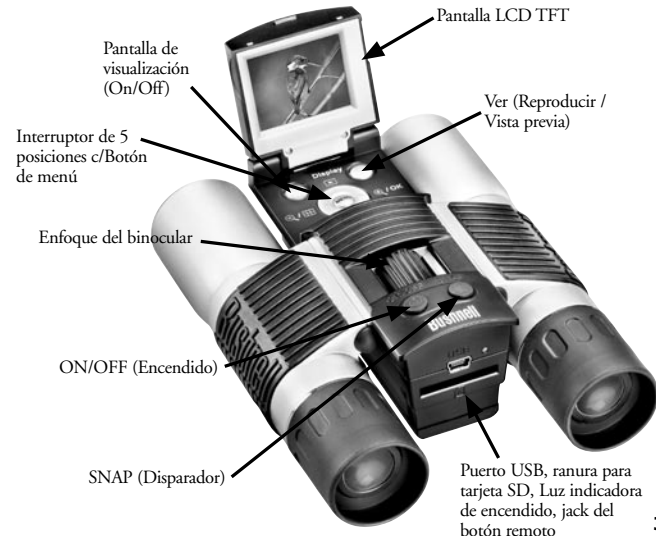 Pantalla LCD TFT
Pantalla de
visualización
(On/Off)
Ver (Reproducir /
Vista previa)
Interruptor de 5
posiciones c/Botón
de menú
Display
/OK
Enfoque del binocular
Bushnell
Bushnell
USB
ON/OFF (Encendido)
SNAP (Disparador)
Puerto USB, ranura para
tarjeta SD, Luz indicadora
de encendido, jack del
botón remoto